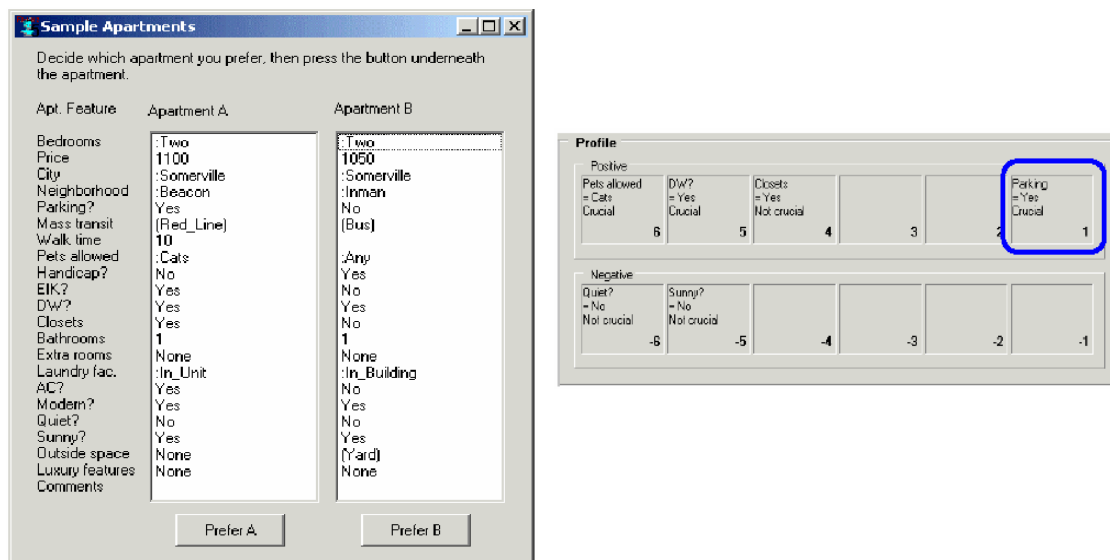 Sample Apartments
Decide which apartment you prefer, then press the button underneath
the apartment.
Apt. Feature Apartment A Apartment B
Bedrooms :Two :Two
Price 1100 1050
City :Somerville :Somerville
Neighborhood :Beacon :Inman
Parking? Yes No
Mass transit (Red_Line) (Bus)
Walk time 10
Pets allowed :Cats :Any
Handicap? No Yes
EIK? Yes No
DW? Yes Yes
Closets Yes No
Bathrooms 1 1
Extra rooms None None
Laundry fac. :In_Unit :In_Building
AC? Yes No
Modern? Yes Yes
Quiet? No No
Sunny? Yes Yes
Outside space None (Yard)
Luxury features None None
Comments
Prefer A Prefer B
Profile
Positive
Pets allowed DW? Closets Parking
= Cats = Yes = Yes = Yes
Crucial Crucial Not crucial Crucial
6 5 4 3 2 1
Negative
Quiet? Sunny?
= No = No
Not crucial Not crucial
-6 -5 -4 -3 -2 -1